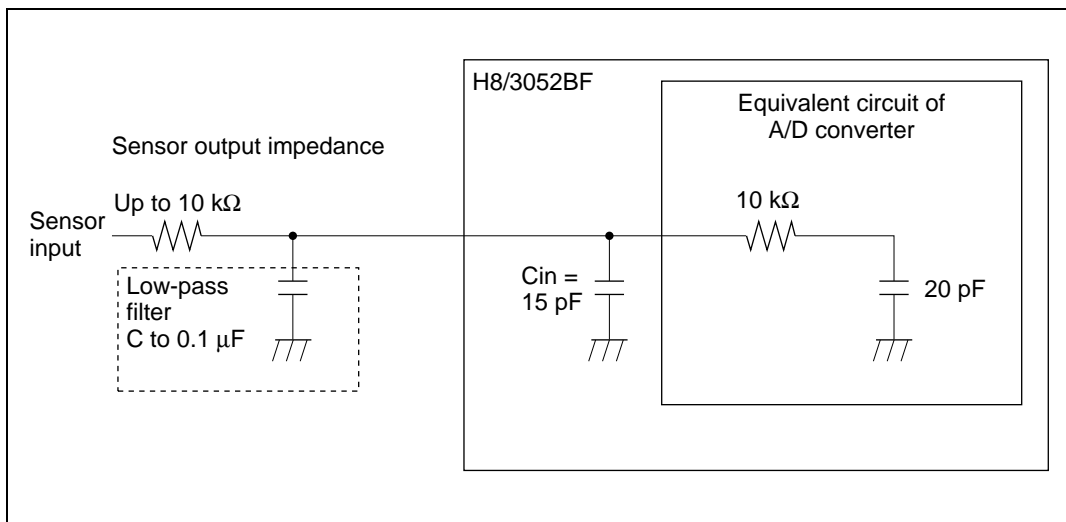 H8/3052BF
Equivalent circuit of
A/D converter
Sensor output impedance
Up to 10 kΩ
10 kΩ
Sensor
input
Low-pass
filter
C to 0.1 μF
Cin =
15 pF
20 pF